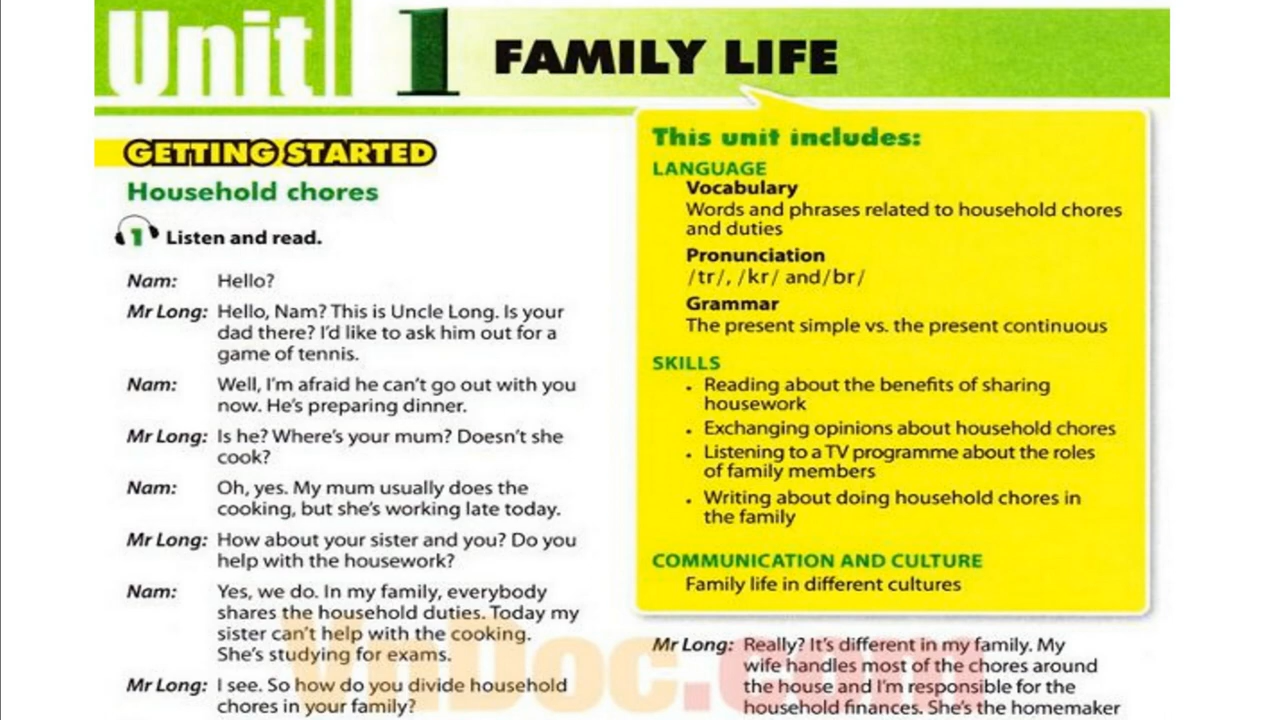 Unit 1 FAMILY LIFE
GETTING STARTED
Household chores
1 Listen and read.
Nam: Hello?
Mr Long: Hello, Nam? This is Uncle Long. Is your
dad there? I'd like to ask him out for a
game of tennis.
Nam: Well, I'm afraid he can't go out with you
now. He's preparing dinner.
Mr Long: Is he? Where's your mum? Doesn't she
cook?
Nam: Oh, yes. My mum usually does the
cooking, but she's working late today.
Mr Long: How about your sister and you? Do you
help with the housework?
Nam: Yes, we do. In my family, everybody
shares the household duties. Today my
sister can't help with the cooking.
She's studying for exams.
Mr Long: I see. So how do you divide household
chores in your family?
This unit includes:
LANGUAGE
Vocabulary
Words and phrases related to household chores
and duties
Pronunciation
/tr/, /kr/ and/br/
Grammar
The present simple vs. the present continuous
SKILLS
• Reading about the benefits of sharing
housework
• Exchanging opinions about household chores
• Listening to a TV programme about the roles
of family members
• Writing about doing household chores in
the family
COMMUNICATION AND CULTURE
Family life in different cultures
Mr Long: Really? It's different in my family. My
wife handles most of the chores around
the house and I'm responsible for the
household finances. She's the homemaker
VnDoc.com